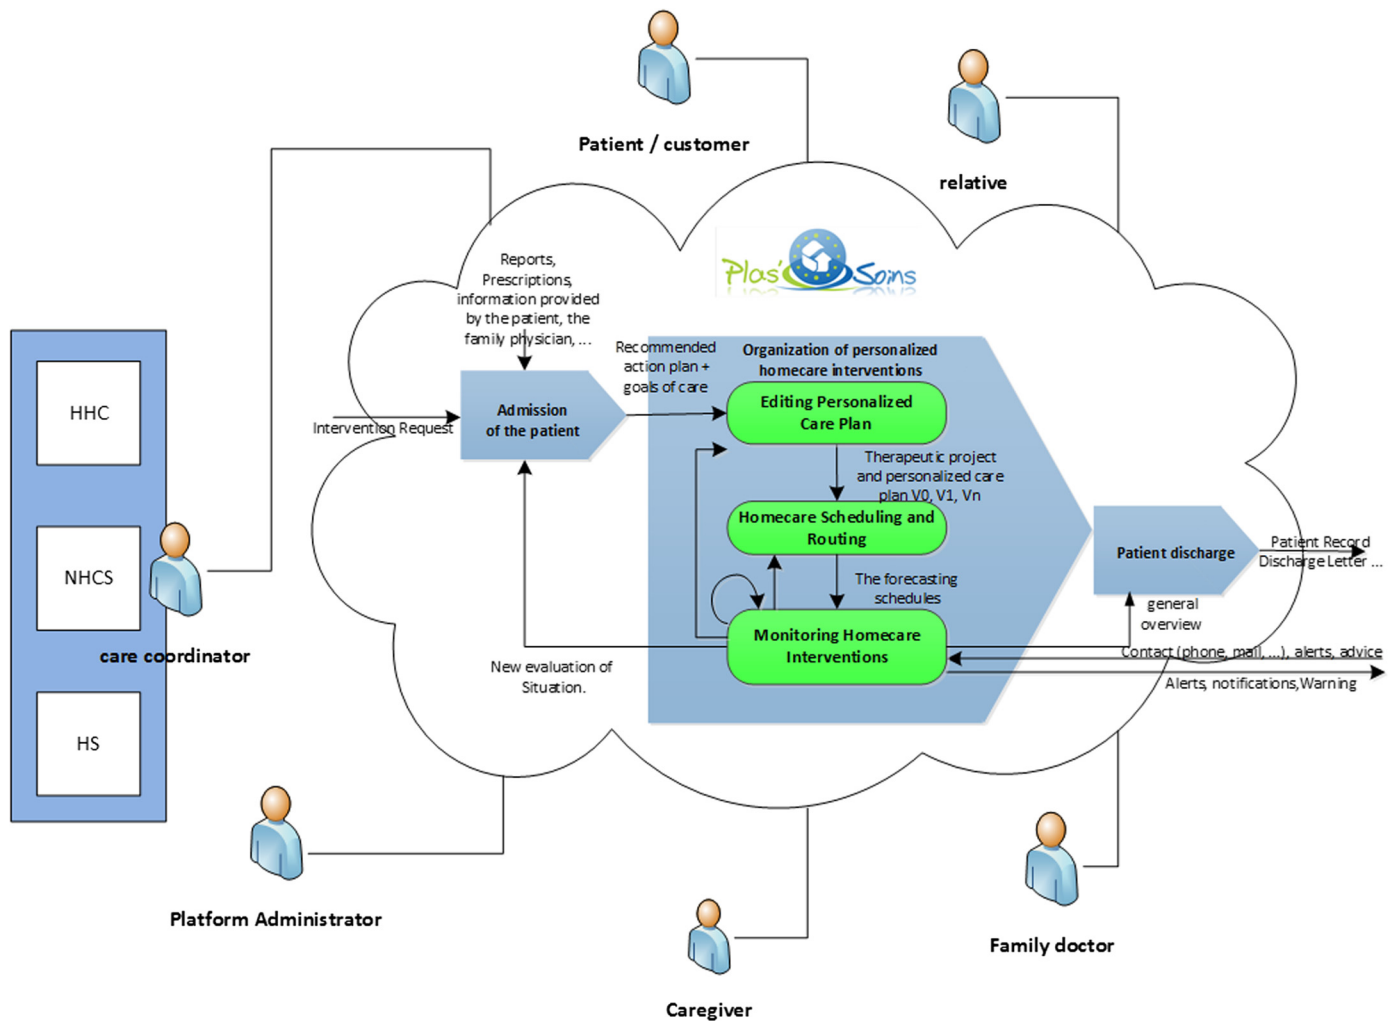 Patient / customer
relative
Plas' Soins
Reports,
Prescriptions,
information provided
by the patient, the
family physician, ...
Recommended
action plan +
goals of care
Organization of personalized
homecare interventions
HHC
Intervention Request
Admission
of the patient
Editing Personalized
Care Plan
Therapeutic project
and personalized care
plan V0, V1, Vn
Homecare Scheduling and
Routing
Patient discharge
Patient Record
Discharge Letter ...
NHCS
care coordinator
The forecasting
schedules
general
overview
Monitoring Homecare
Interventions
New evaluation of
Situation.
Contact (phone, mail, ...), alerts, advice
Alerts, notifications,Warning
HS
Platform Administrator
Family doctor
Caregiver